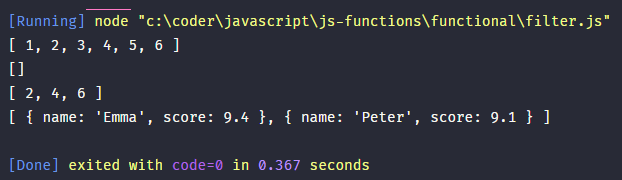 [Running] node "c:\coder\javascript\js-functions\functional\filter.js"
[ 1, 2, 3, 4, 5, 6 ]
[]
[ 2, 4, 6 ]
[ { name: 'Emma', score: 9.4 }, { name: 'Peter', score: 9.1 } ]
[Done] exited with code=0 in 0.367 seconds